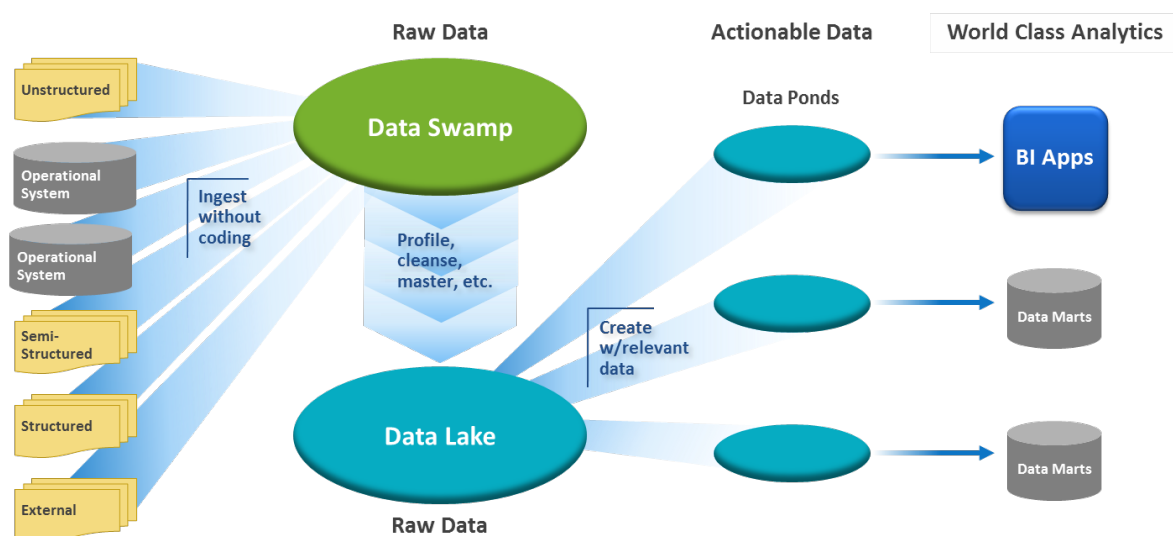 Raw Data
Actionable Data
World Class Analytics
Unstructured
Operational
System
Operational
System
Semi-
Structured
Structured
External
Ingest
without
coding
Data Swamp
Profile,
cleanse,
master, etc.
Data Lake
Raw Data
Create
w/relevant
data
Data Ponds
BI Apps
Data Marts
Data Marts